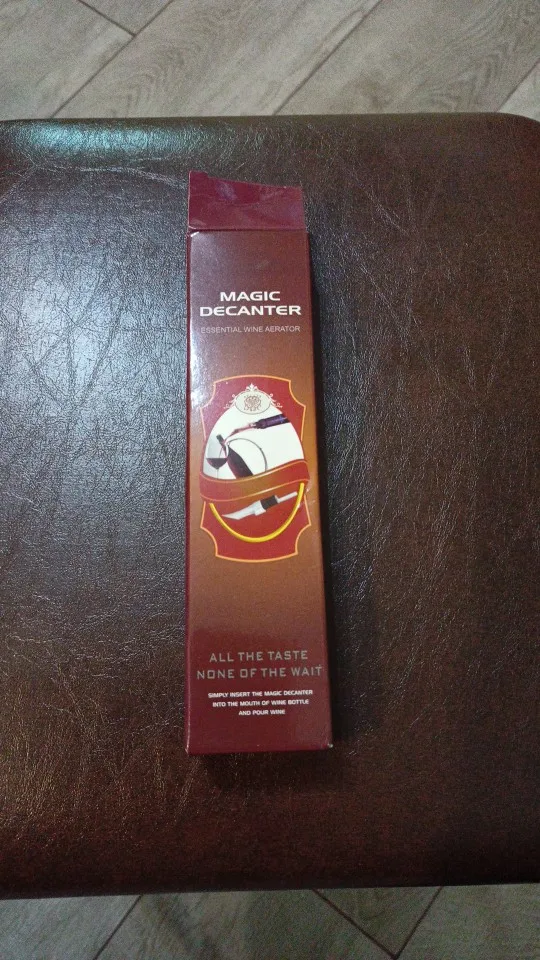 MAGIC
DECANTER
ESSENTIAL WINE AERATOR
ALL THE TASTE
NONE OF THE WAIT
SIMPLY INSERT THE MAGIC DECANTER
INTO THE MOUTH OF WINE BOTTLE
AND POUR WINE